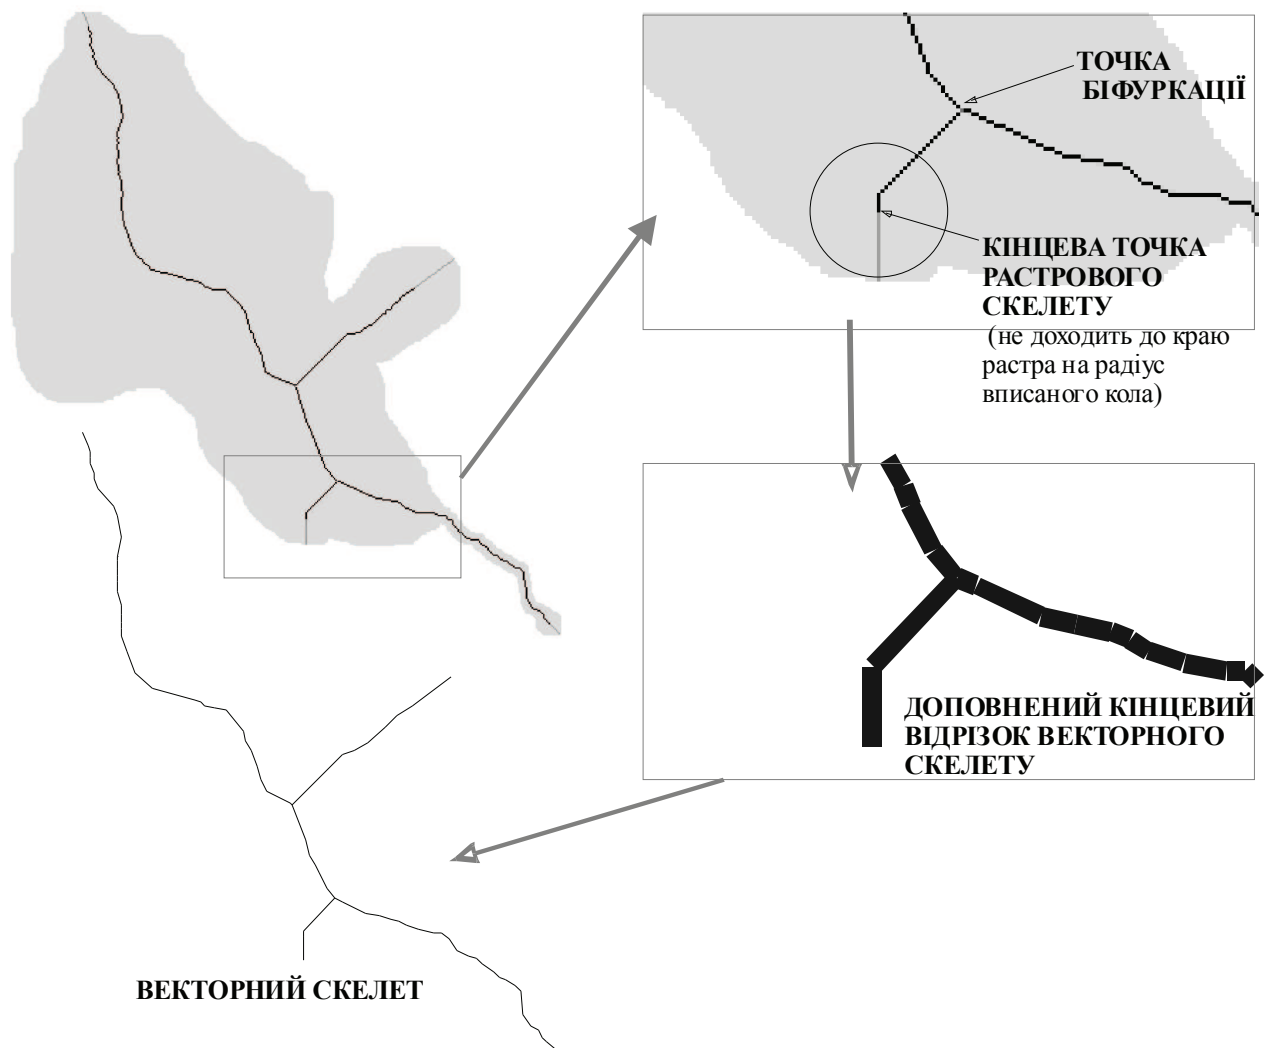 ТОЧКА
БІФУРКАЦІЇ
КІНЦЕВА ТОЧКА
РАСТРОВОГО
СКЕЛЕТУ
(не доходить до краю
растра на радіус
вписаного кола)
ДОПОВНЕНИЙ КІНЦЕВИЙ
ВІДРІЗОК ВЕКТОРНОГО
СКЕЛЕТУ
ВЕКТОРНИЙ СКЕЛЕТ